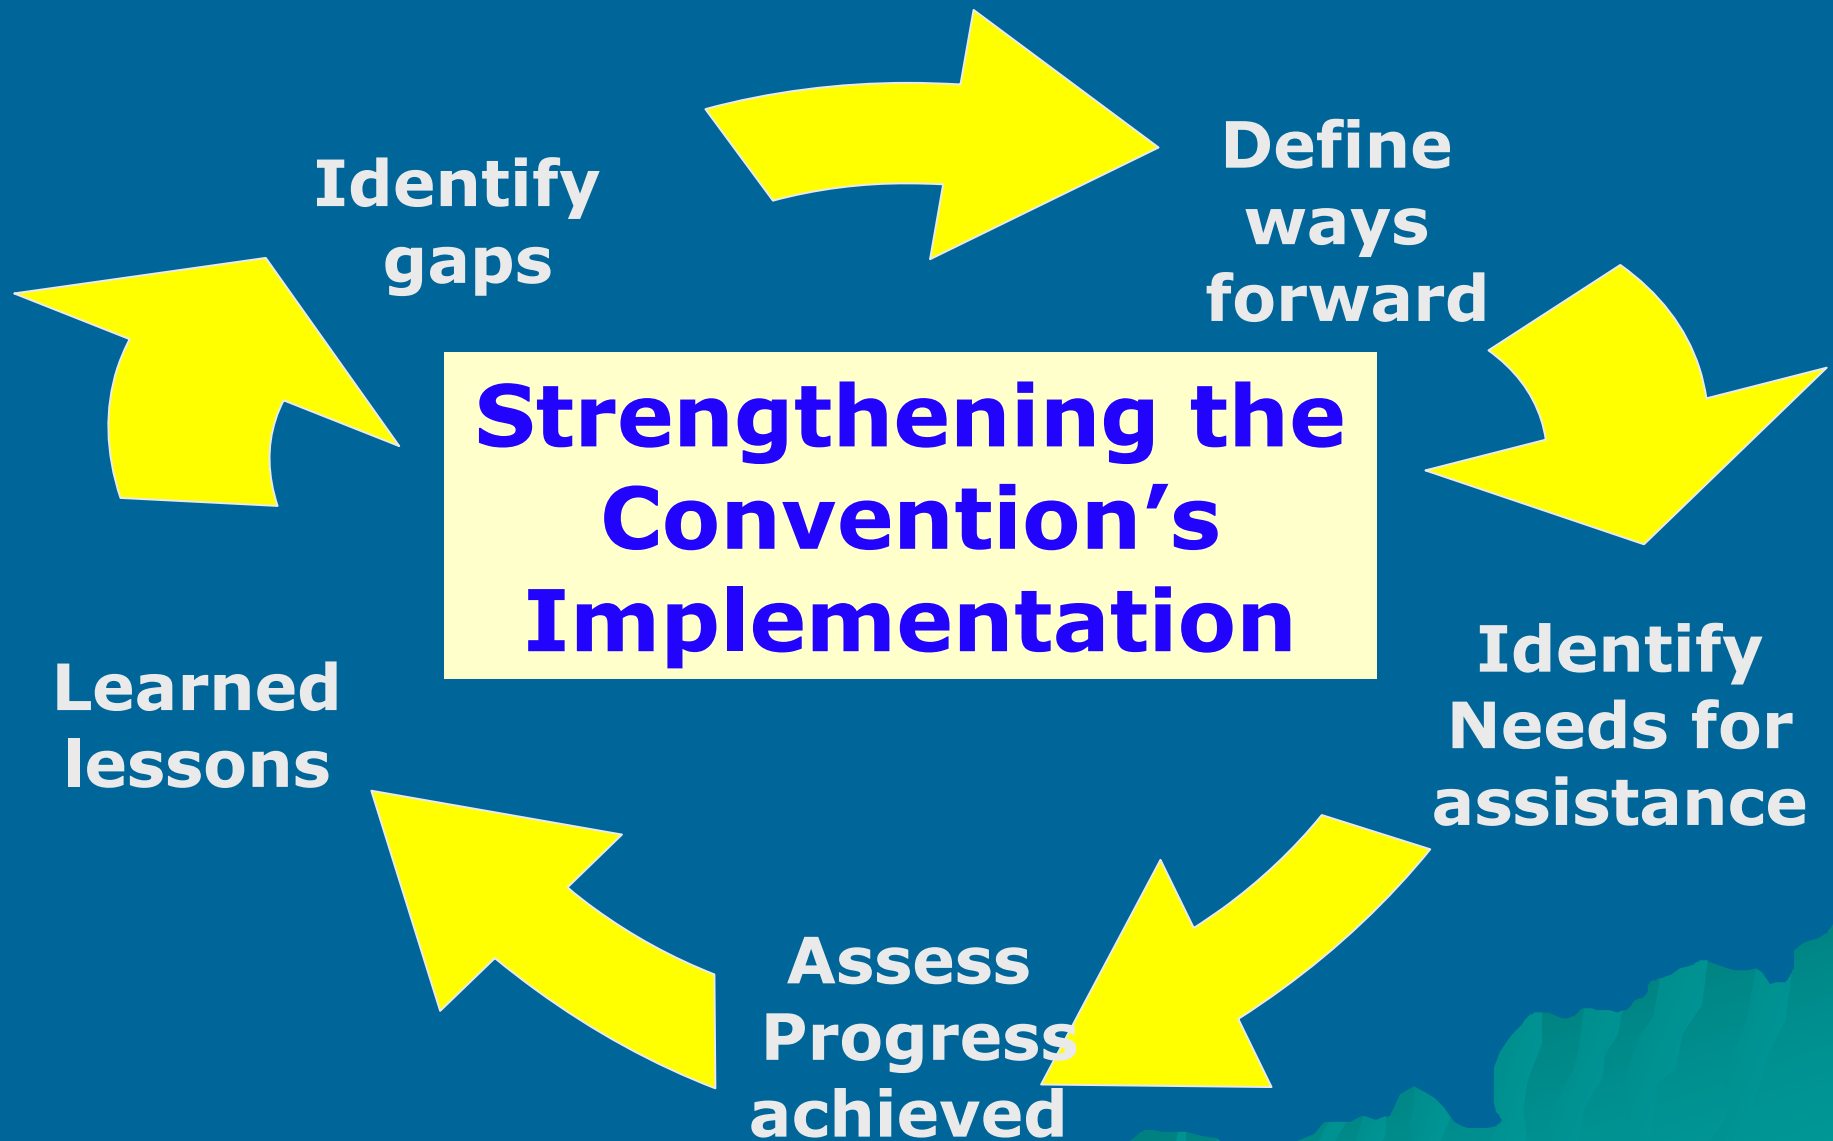 Identify
gaps
Define
ways
forward
Strengthening the
Convention’s
Implementation
Identify
Needs for
assistance
Assess
Progress
achieved
Learned
lessons